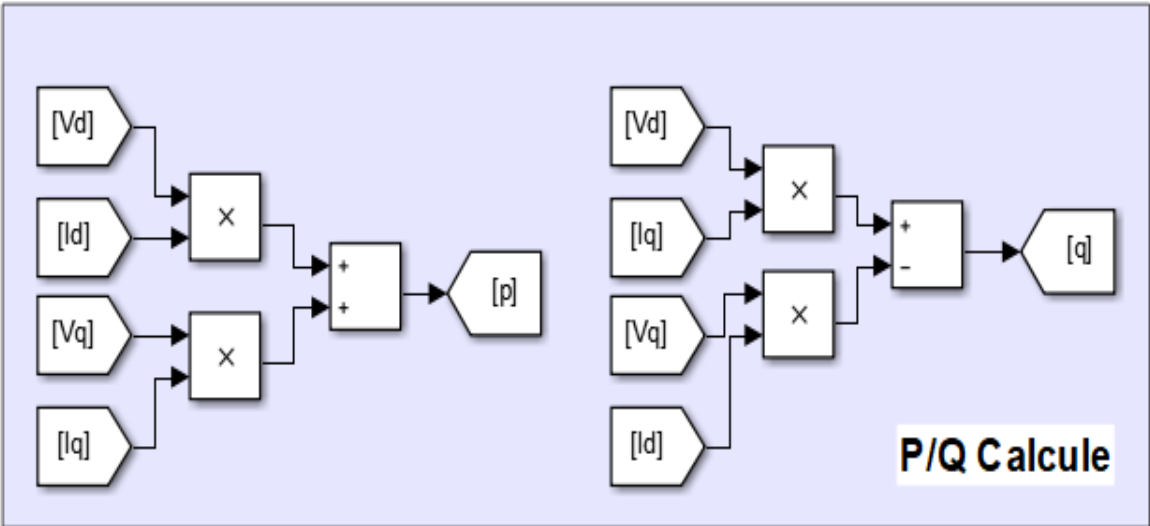 [Vd]
[Id]
×
[Vq]
[Iq]
×
+
+
[p]
[Vd]
[Iq]
×
[Vq]
[Id]
×
+
−
[q]
P/Q Calcule